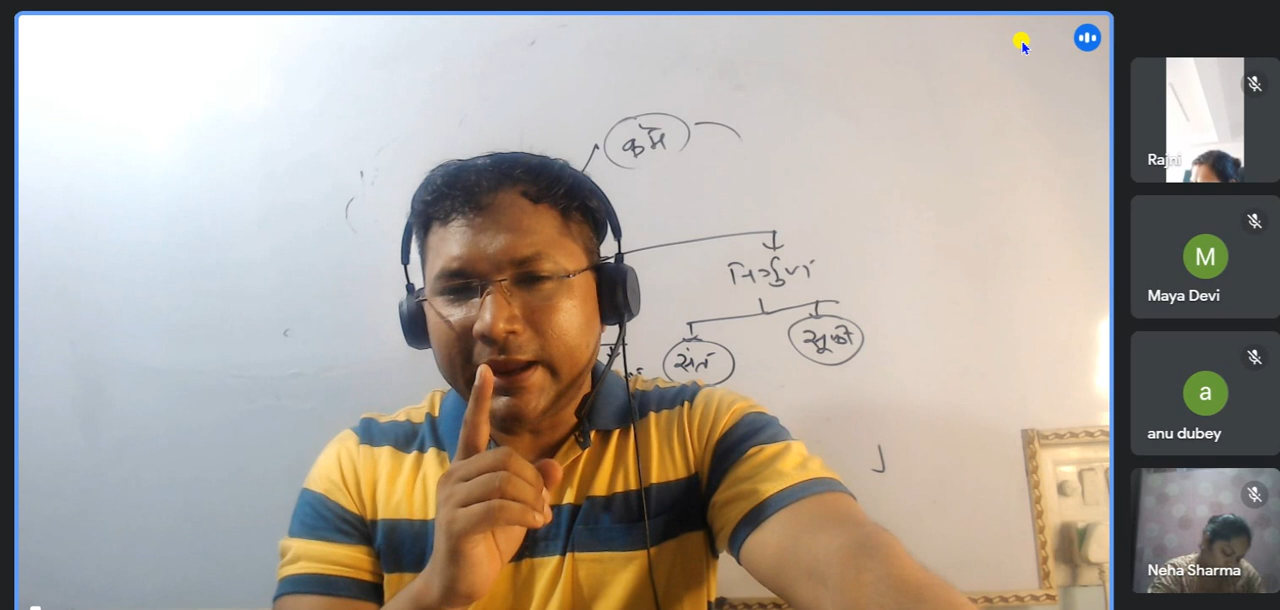 कर्म
निर्गुण
संत
सूफी
Rajni
M
Maya Devi
a
anu dubey
Neha Sharma